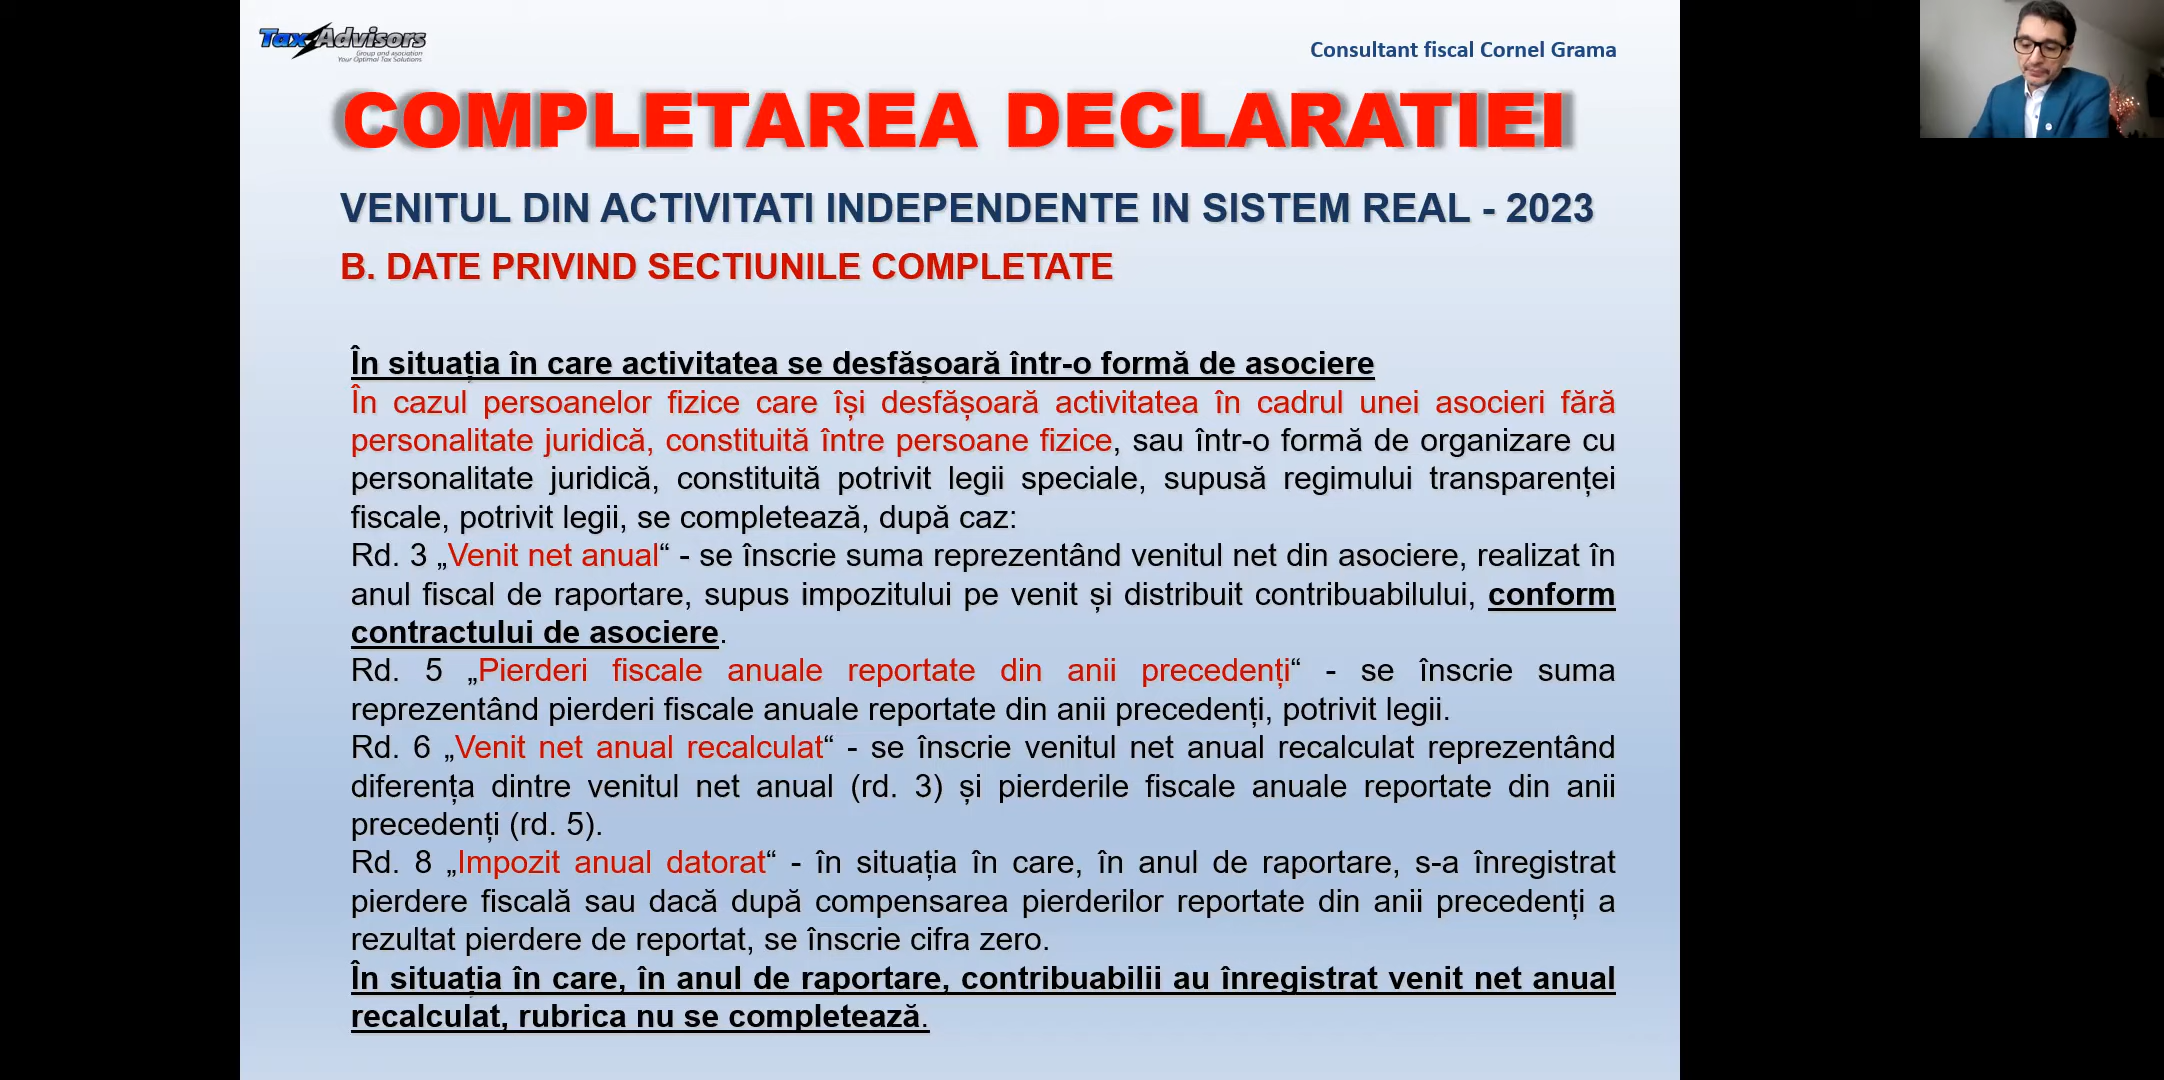 Tax Advisors
Group and asociation
Your Optimal Tax Solutions
Consultant fiscal Cornel Grama
COMPLETAREA DECLARATIEI
VENITUL DIN ACTIVITATI INDEPENDENTE IN SISTEM REAL - 2023
B. DATE PRIVIND SECTIUNILE COMPLETATE
În situația în care activitatea se desfășoară într-o formă de asociere
În cazul persoanelor fizice care își desfășoară activitatea în cadrul unei asocieri fără
personalitate juridică, constituită între persoane fizice, sau într-o formă de organizare cu
personalitate juridică, constituită potrivit legii speciale, supusă regimului transparenței
fiscale, potrivit legii, se completează, după caz:
Rd. 3 „Venit net anual“ - se înscrie suma reprezentând venitul net din asociere, realizat în
anul fiscal de raportare, supus impozitului pe venit și distribuit contribuabilului, conform
contractului de asociere.
Rd. 5 „Pierderi fiscale anuale reportate din anii precedenți“ - se înscrie suma
reprezentând pierderi fiscale anuale reportate din anii precedenți, potrivit legii.
Rd. 6 „Venit net anual recalculat“ - se înscrie venitul net anual recalculat reprezentând
diferența dintre venitul net anual (rd. 3) și pierderile fiscale anuale reportate din anii
precedenți (rd. 5).
Rd. 8 „Impozit anual datorat“ - în situația în care, în anul de raportare, s-a înregistrat
pierdere fiscală sau dacă după compensarea pierderilor reportate din anii precedenți a
rezultat pierdere de reportat, se înscrie cifra zero.
În situația în care, în anul de raportare, contribuabilii au înregistrat venit net anual
recalculat, rubrica nu se completează.